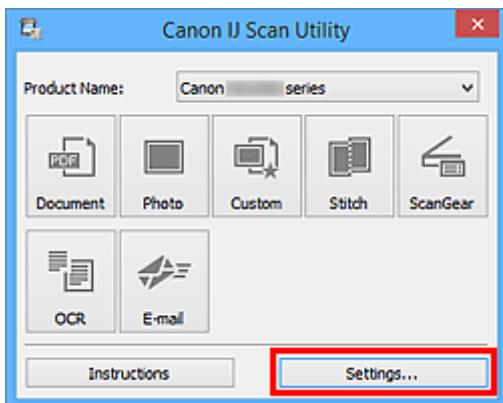 Canon IJ Scan Utility
Product Name: Canon series
PDF
Document Photo Custom Stitch ScanGear
OCR E-mail
Instructions Settings...